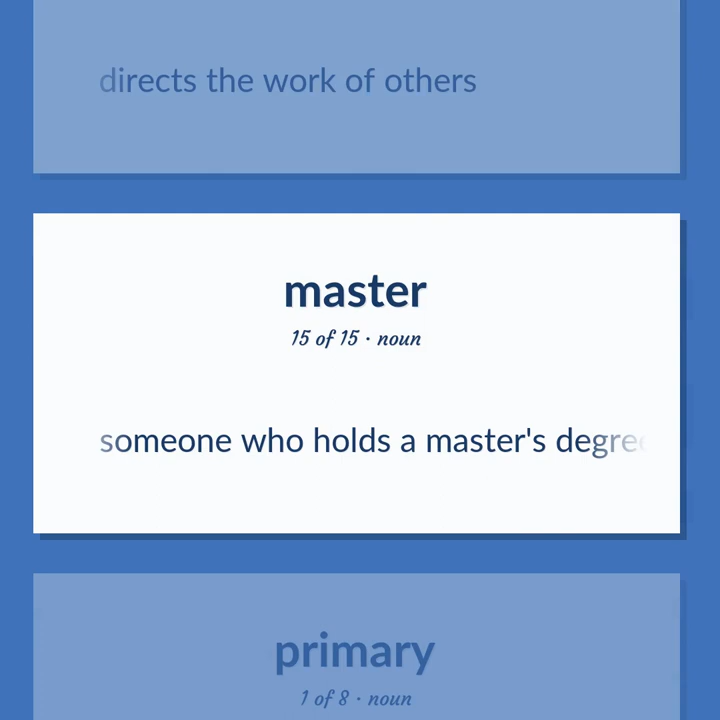 directs the work of others
master
15 of 15 · noun
someone who holds a master's degree
primary
1 of 8 · noun